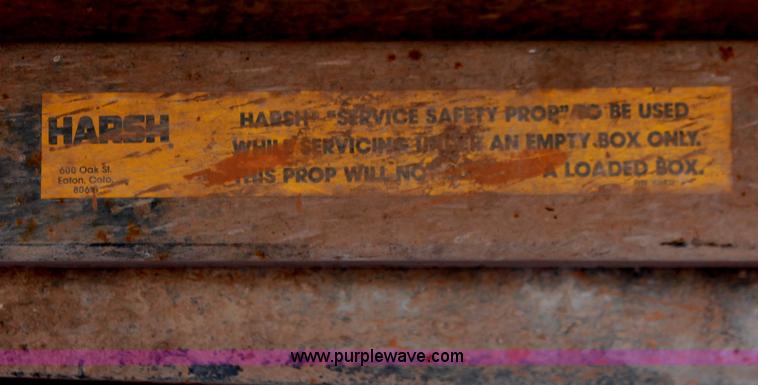 HARSH
600 Oak St.
Eaton, Colo.
HARSH® "SERVICE SAFETY PROP" TO BE USED
WHILE SERVICING UNDER AN EMPTY BOX ONLY.
THIS PROP WILL NOT A LOADED BOX.
www.purplewave.com